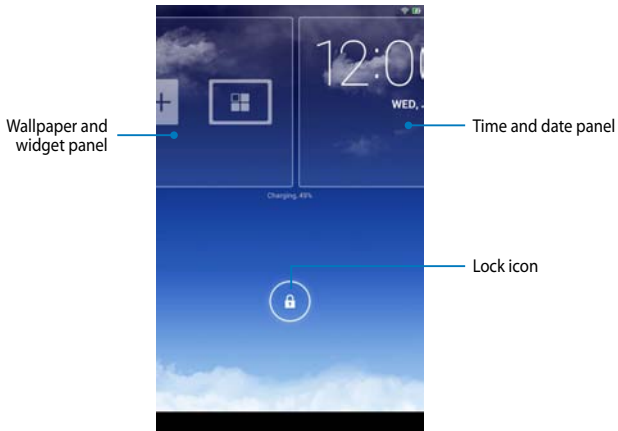 12:0
WED,
Wallpaper and
widget panel
Time and date panel
Charging, 49%
Lock icon